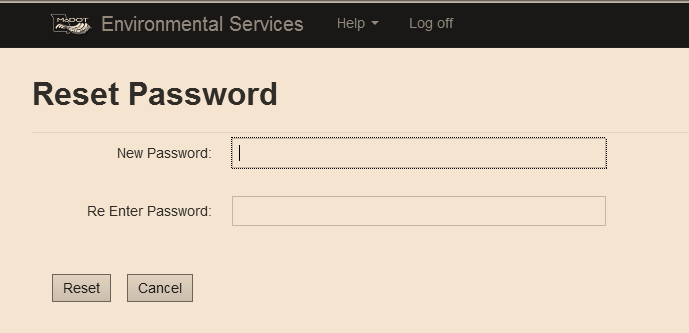 MoDOT Environmental Services Help Log off
Reset Password
New Password:
Re Enter Password:
Reset Cancel